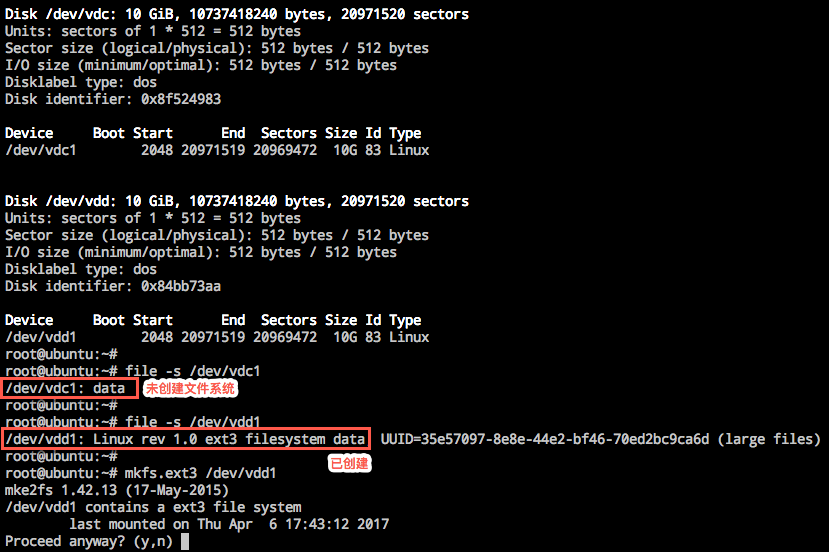 Disk /dev/vdc: 10 GiB, 10737418240 bytes, 20971520 sectors
Units: sectors of 1 * 512 = 512 bytes
Sector size (logical/physical): 512 bytes / 512 bytes
I/O size (minimum/optimal): 512 bytes / 512 bytes
Disklabel type: dos
Disk identifier: 0x8f524983
Device     Boot Start      End  Sectors Size Id Type
/dev/vdc1        2048 20971519 20969472  10G 83 Linux
Disk /dev/vdd: 10 GiB, 10737418240 bytes, 20971520 sectors
Units: sectors of 1 * 512 = 512 bytes
Sector size (logical/physical): 512 bytes / 512 bytes
I/O size (minimum/optimal): 512 bytes / 512 bytes
Disklabel type: dos
Disk identifier: 0x84bb73aa
Device     Boot Start      End  Sectors Size Id Type
/dev/vdd1        2048 20971519 20969472  10G 83 Linux
root@ubuntu:~#
root@ubuntu:~# file -s /dev/vdc1
/dev/vdc1: data 未创建文件系统
root@ubuntu:~#
root@ubuntu:~# file -s /dev/vdd1
/dev/vdd1: Linux rev 1.0 ext3 filesystem data, UUID=35e57097-8e8e-44e2-bf46-70ed2bc9ca6d (large files)
root@ubuntu:~# 已创建
root@ubuntu:~# mkfs.ext3 /dev/vdd1
mke2fs 1.42.13 (17-May-2015)
/dev/vdd1 contains a ext3 file system
        last mounted on Thu Apr  6 17:43:12 2017
Proceed anyway? (y,n)